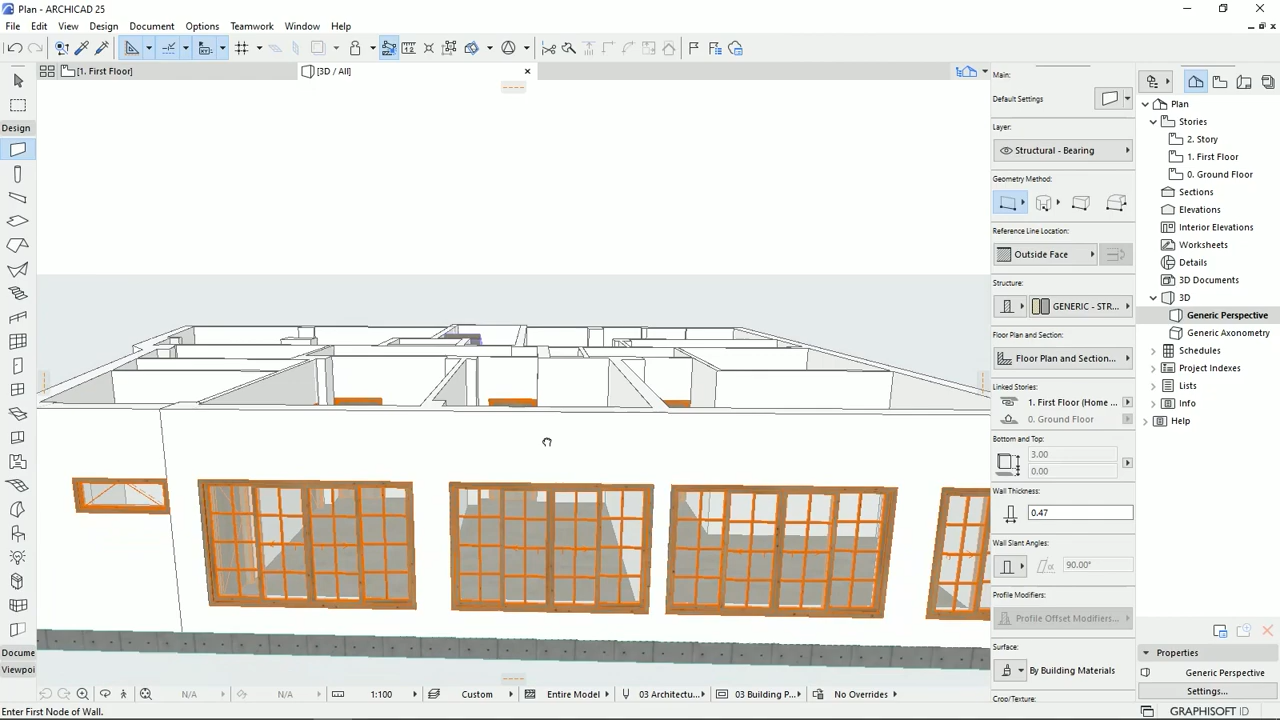 Plan - ARCHICAD 25
File Edit View Design Document Options Teamwork Window Help
[1. First Floor]
[3D / All]
Design
Docume
Viewpoi
Main:
Default Settings
Layer:
Structural - Bearing
Geometry Method:
Reference Line Location:
Outside Face
Structure:
GENERIC - STR...
Floor Plan and Section:
Floor Plan and Section...
Linked Stories:
1. First Floor (Home ...
0. Ground Floor
Bottom and Top:
3.00
0.00
Wall Thickness:
0.47
Wall Slant Angles:
α 90.00°
Profile Modifiers:
Profile Offset Modifiers...
Surface:
By Building Materials
Crop/Texture:
Plan
Stories
2. Story
1. First Floor
0. Ground Floor
Sections
Elevations
Interior Elevations
Worksheets
Details
3D Documents
3D
Generic Perspective
Generic Axonometry
Schedules
Project Indexes
Lists
Info
Help
Properties
Generic Perspective
Settings...
N/A N/A 1:100 Custom Entire Model 03 Architectu... 03 Building P... No Overrides
Enter First Node of Wall.
GRAPHISOFT ID